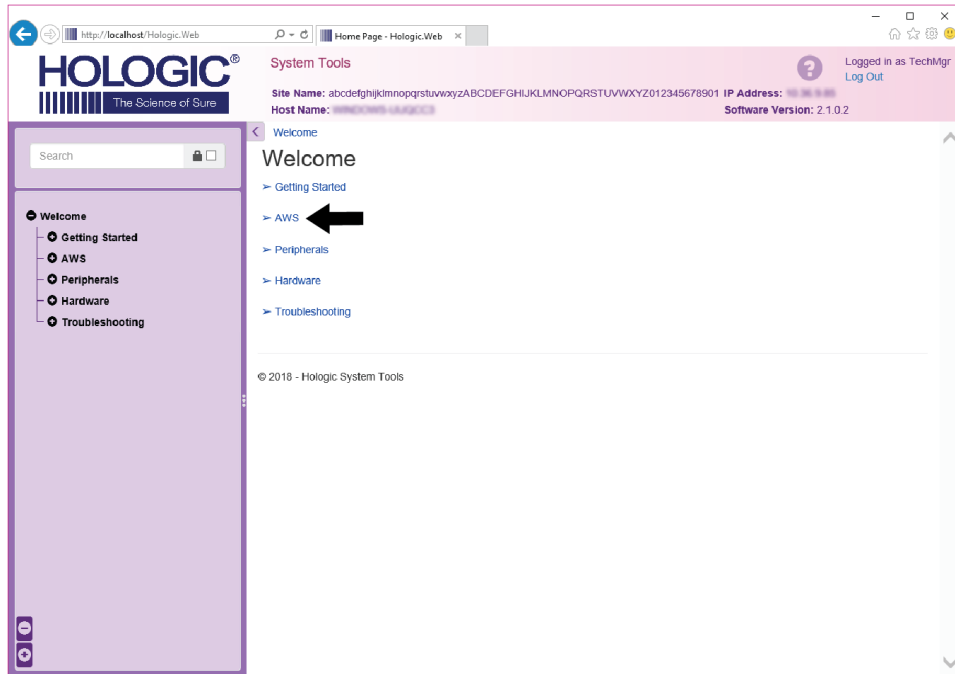 http://localhost/Hologic.Web
Home Page - Hologic.Web
HOLOGIC®
The Science of Sure
System Tools
Logged in as TechMgr
Log Out
Site Name: abcdefghijklmnopqrstuvwxyzABCDEFGHIJKLMNOPQRSTUVWXYZ012345678901 IP Address:
Host Name:
Software Version: 2.1.0.2
Search
Welcome
Getting Started
AWS
Peripherals
Hardware
Troubleshooting
Welcome
Welcome
➢ Getting Started
➢ AWS
➢ Peripherals
➢ Hardware
➢ Troubleshooting
© 2018 - Hologic System Tools